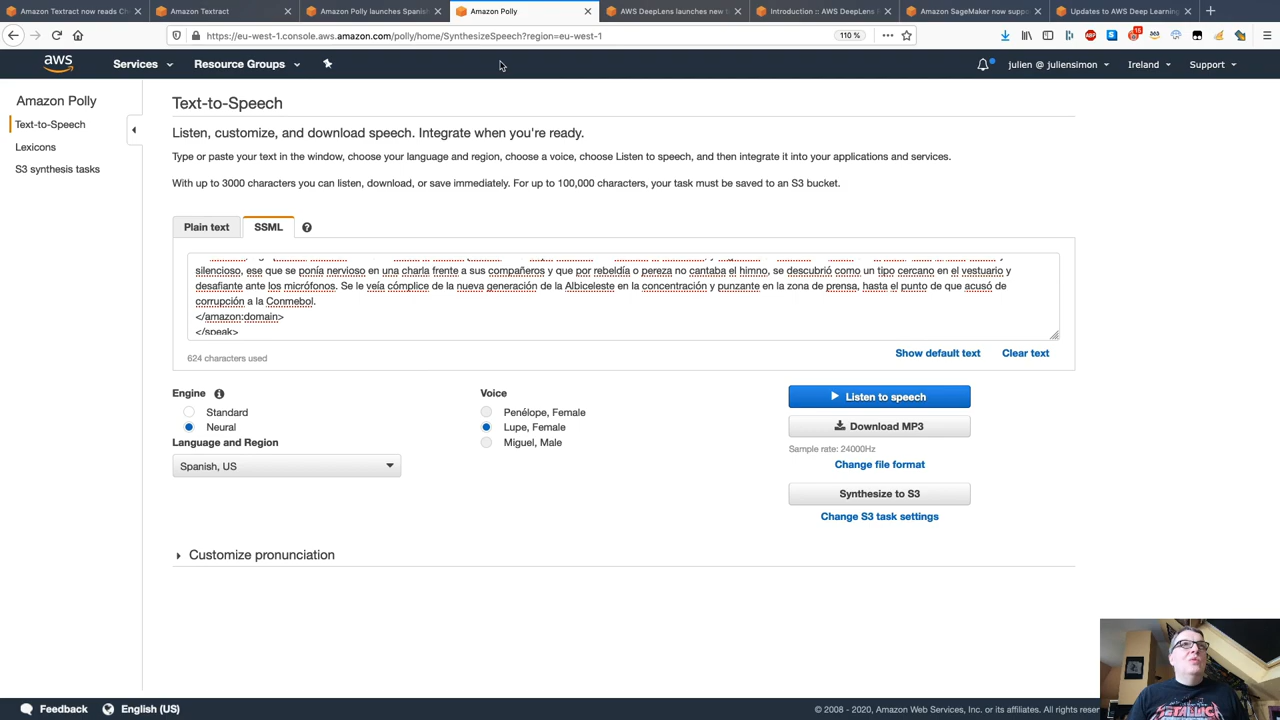 Amazon Textract now reads Ch
Amazon Textract
Amazon Polly launches Spanish
Amazon Polly
AWS DeepLens launches new t
Introduction :: AWS DeepLens
Amazon SageMaker now suppo
Updates to AWS Deep Learning
https://eu-west-1.console.aws.amazon.com/polly/home/SynthesizeSpeech?region=eu-west-1
110 %
aws
Services
Resource Groups
julien @ juliensimon
Ireland
Support
Amazon Polly
Text-to-Speech
Lexicons
S3 synthesis tasks
Text-to-Speech
Listen, customize, and download speech. Integrate when you're ready.
Type or paste your text in the window, choose your language and region, choose a voice, choose Listen to speech, and then integrate it into your applications and services.
With up to 3000 characters you can listen, download, or save immediately. For up to 100,000 characters, your task must be saved to an S3 bucket.
Plain text
SSML
silencioso, ese que se ponía nervioso en una charla frente a sus compañeros y que por rebeldía o pereza no cantaba el himno, se descubrió como un tipo cercano en el vestuario y
desafiante ante los micrófonos. Se le veía cómplice de la nueva generación de la Albiceleste en la concentración y punzante en la zona de prensa, hasta el punto de que acusó de
corrupción a la Conmebol.
</amazon:domain>
</speak>
624 characters used
Show default text
Clear text
Engine
Standard
Neural
Language and Region
Spanish, US
Voice
Penélope, Female
Lupe, Female
Miguel, Male
Listen to speech
Download MP3
Sample rate: 24000Hz
Change file format
Synthesize to S3
Change S3 task settings
Customize pronunciation
Feedback
English (US)
© 2008 - 2020, Amazon Web Services, Inc. or its affiliates. All rights
METALLICA